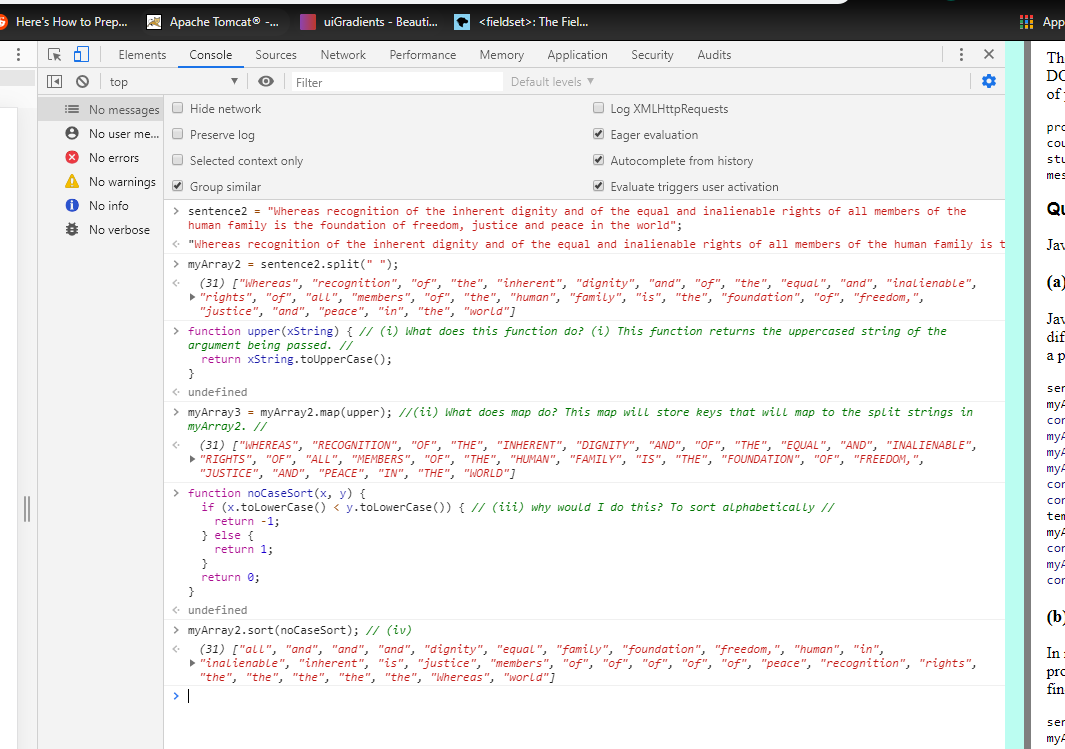 Here's How to Prep...
Apache Tomcat® -...
uiGradients - Beauti...
<fieldset>: The Fiel...
App
Elements
Console
Sources
Network
Performance
Memory
Application
Security
Audits
top
Filter
Default levels
No messages
No user me...
No errors
No warnings
No info
No verbose
Hide network
Log XMLHttpRequests
Preserve log
Eager evaluation
Selected context only
Autocomplete from history
Group similar
Evaluate triggers user activation
> sentence2 = "Whereas recognition of the inherent dignity and of the equal and inalienable rights of all members of the
human family is the foundation of freedom, justice and peace in the world";
"Whereas recognition of the inherent dignity and of the equal and inalienable rights of all members of the human family is t
> myArray2 = sentence2.split(" ");
(31) ["Whereas", "recognition", "of", "the", "inherent", "dignity", "and", "of", "the", "equal", "and", "inalienable",
"rights", "of", "all", "members", "of", "the", "human", "family", "is", "the", "foundation", "of", "freedom,",
"justice", "and", "peace", "in", "the", "world"]
> function upper(xString) { // (i) What does this function do? (i) This function returns the uppercased string of the
argument being passed. //
return xString.toUpperCase();
}
undefined
> myArray3 = myArray2.map(upper); //(ii) What does map do? This map will store keys that will map to the split strings in
myArray2. //
(31) ["WHEREAS", "RECOGNITION", "OF", "THE", "INHERENT", "DIGNITY", "AND", "OF", "THE", "EQUAL", "AND", "INALIENABLE",
"RIGHTS", "OF", "ALL", "MEMBERS", "OF", "THE", "HUMAN", "FAMILY", "IS", "THE", "FOUNDATION", "OF", "FREEDOM,",
"JUSTICE", "AND", "PEACE", "IN", "THE", "WORLD"]
> function noCaseSort(x, y) {
if (x.toLowerCase() < y.toLowerCase()) { // (iii) why would I do this? To sort alphabetically //
return -1;
} else {
return 1;
}
return 0;
}
undefined
> myArray2.sort(noCaseSort); // (iv)
(31) ["all", "and", "and", "and", "dignity", "equal", "family", "foundation", "freedom,", "human", "in",
"inalienable", "inherent", "is", "justice", "members", "of", "of", "of", "of", "of", "peace", "recognition", "rights",
"the", "the", "the", "the", "the", "Whereas", "world"]
>
Th
DO
of
pro
cou
stu
mes
Qu
Jav
(a)
Jav
dif
a p
ser
myA
con
myA
myA
myA
con
con
tem
myA
con
myA
con
(b)
In
pro
fin
ser
myA